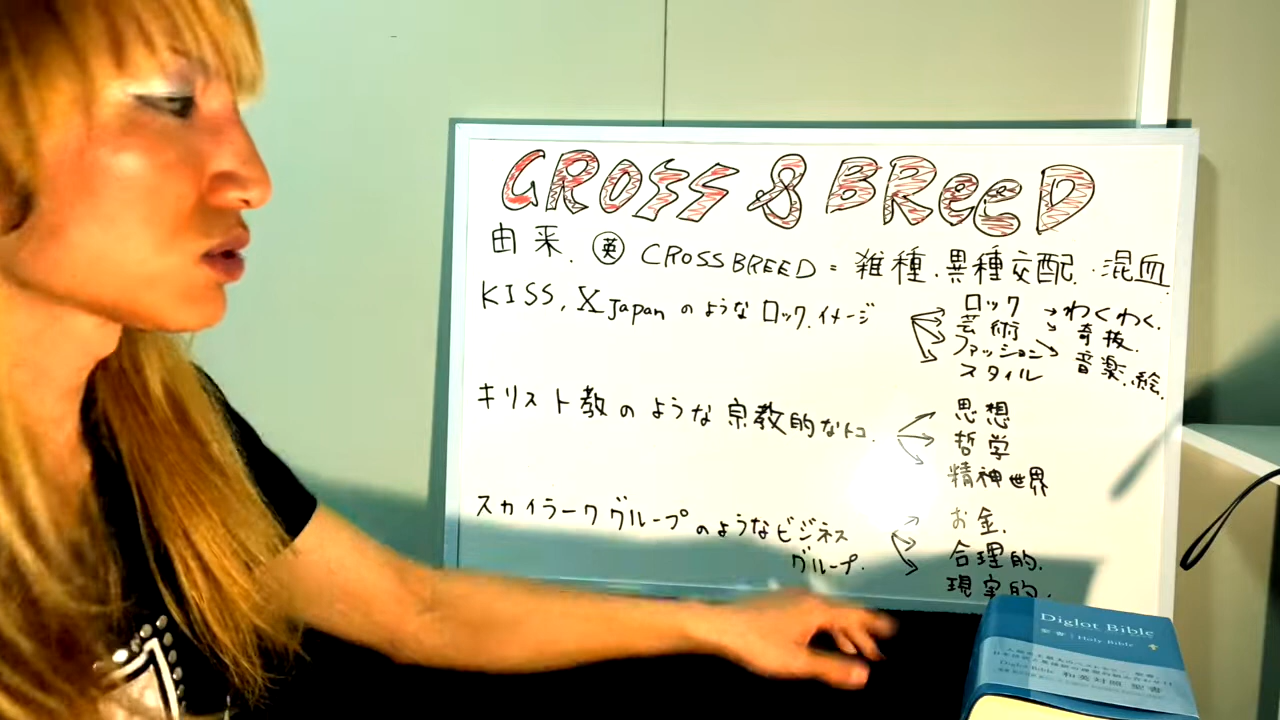 CROSS & BReeD
由来. 英 CROSSBREED = 雑種、異種交配・混血
KISS, X Japan のような ロック.イメージ
ロック → わくわく.
芸術 奇抜.
ファッション 音楽.絵.
スタイル
キリスト教のような宗教的なトコ.
思想
哲学
精神世界
スカイラークグループのようなビジネス
グループ.
お金.
合理的.
現実的.
Diglot Bible
聖書 | Holy Bible
Diglot Bible 和英対照 聖書